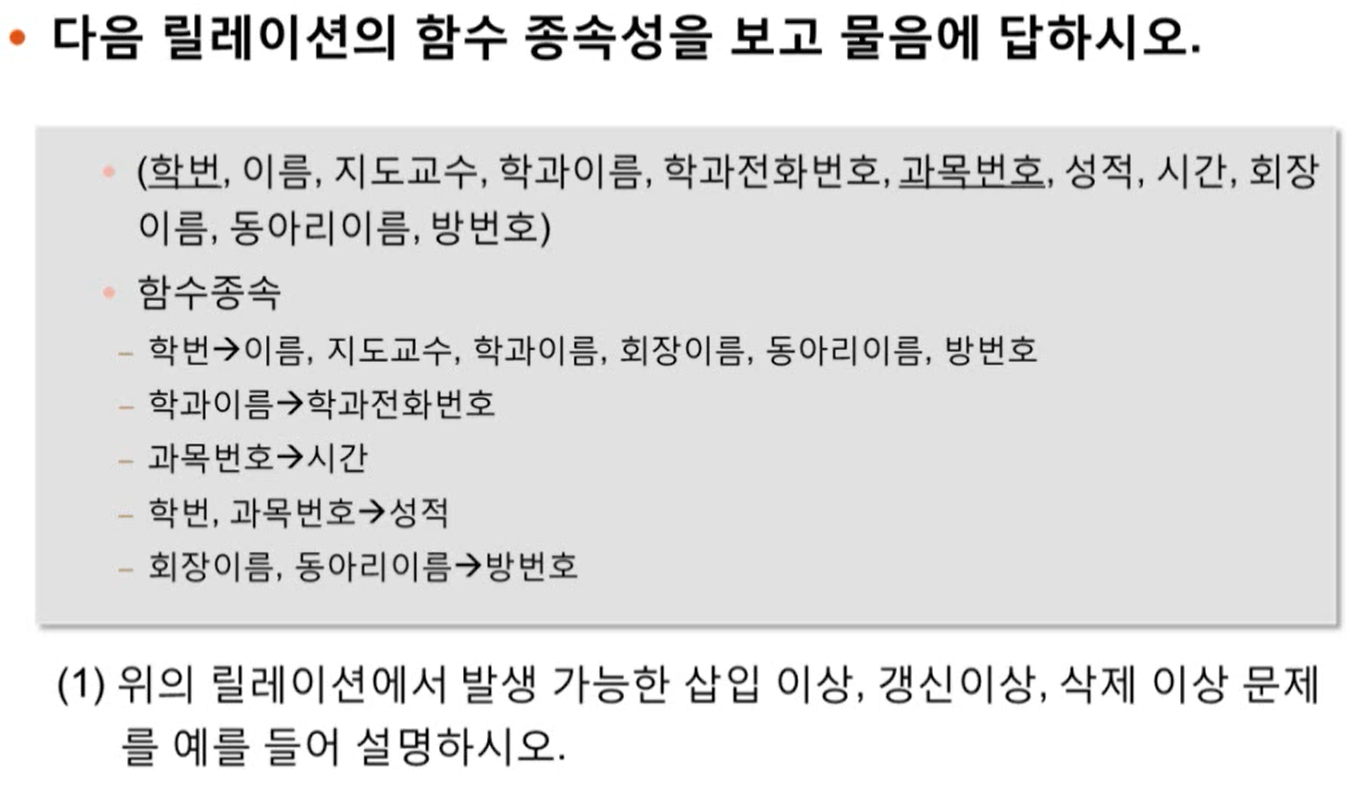 • 다음 릴레이션의 함수 종속성을 보고 물음에 답하시오.
• (학번, 이름, 지도교수, 학과이름, 학과전화번호, 과목번호, 성적, 시간, 회장
이름, 동아리이름, 방번호)
• 함수종속
– 학번→이름, 지도교수, 학과이름, 회장이름, 동아리이름, 방번호
– 학과이름→학과전화번호
– 과목번호→시간
– 학번, 과목번호→성적
– 회장이름, 동아리이름→방번호
(1) 위의 릴레이션에서 발생 가능한 삽입 이상, 갱신이상, 삭제 이상 문제
를 예를 들어 설명하시오.